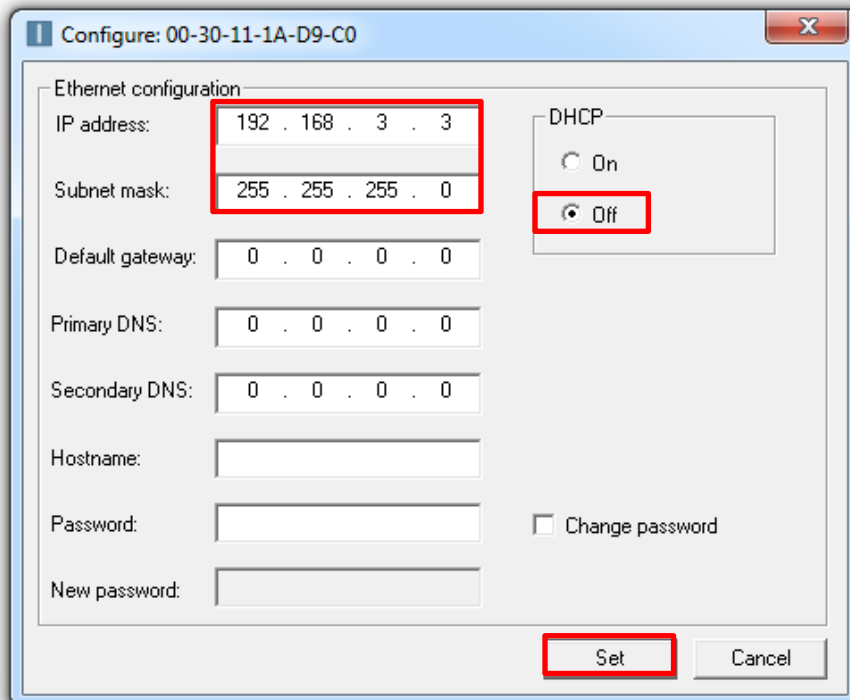 Configure: 00-30-11-1A-D9-C0
Ethernet configuration
IP address: 192 . 168 . 3 . 3
DHCP
On
Subnet mask: 255 . 255 . 255 . 0
Off
Default gateway: 0 . 0 . 0 . 0
Primary DNS: 0 . 0 . 0 . 0
Secondary DNS: 0 . 0 . 0 . 0
Hostname:
Password:
Change password
New password:
Set
Cancel